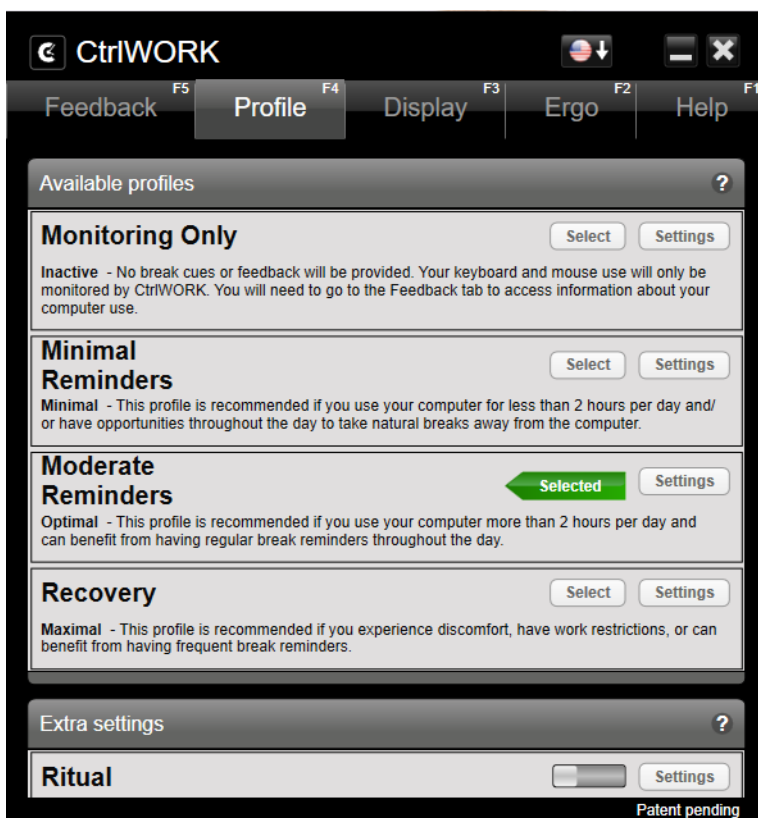 CtrlWORK
Feedback F5 Profile F4 Display F3 Ergo F2 Help F1
Available profiles ?
Monitoring Only Select Settings
Inactive - No break cues or feedback will be provided. Your keyboard and mouse use will only be
monitored by CtrlWORK. You will need to go to the Feedback tab to access information about your
computer use.
Minimal
Reminders Select Settings
Minimal - This profile is recommended if you use your computer for less than 2 hours per day and/
or have opportunities throughout the day to take natural breaks away from the computer.
Moderate
Reminders Selected Settings
Optimal - This profile is recommended if you use your computer more than 2 hours per day and
can benefit from having regular break reminders throughout the day.
Recovery Select Settings
Maximal - This profile is recommended if you experience discomfort, have work restrictions, or can
benefit from having frequent break reminders.
Extra settings ?
Ritual Settings
Patent pending